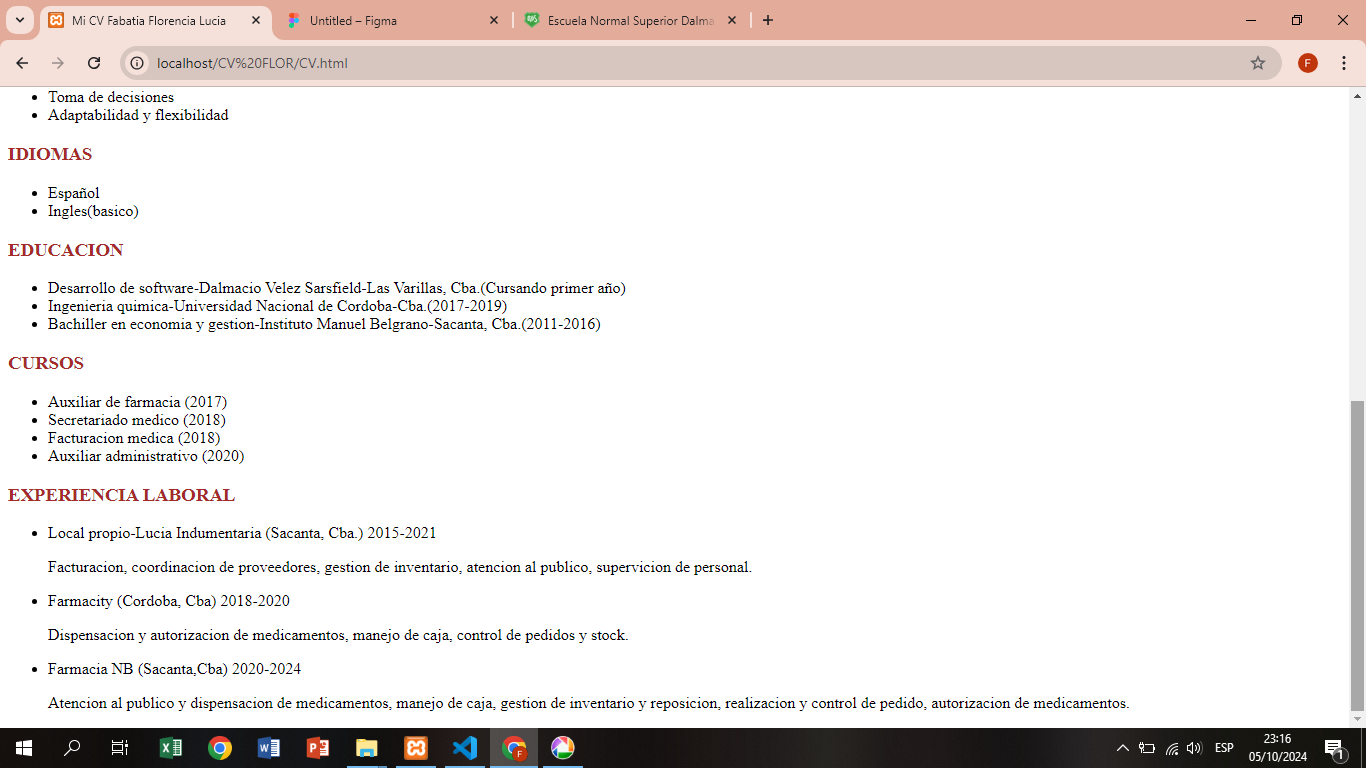 Mi CV Fabatia Florencia Lucia
Untitled – Figma
Escuela Normal Superior Dalma
localhost/CV%20FLOR/CV.html
F
Toma de decisiones
Adaptabilidad y flexibilidad
IDIOMAS
Español
Ingles(basico)
EDUCACION
Desarrollo de software-Dalmacio Velez Sarsfield-Las Varillas, Cba.(Cursando primer año)
Ingenieria quimica-Universidad Nacional de Cordoba-Cba.(2017-2019)
Bachiller en economia y gestion-Instituto Manuel Belgrano-Sacanta, Cba.(2011-2016)
CURSOS
Auxiliar de farmacia (2017)
Secretariado medico (2018)
Facturacion medica (2018)
Auxiliar administrativo (2020)
EXPERIENCIA LABORAL
Local propio-Lucia Indumentaria (Sacanta, Cba.) 2015-2021
Facturacion, coordinacion de proveedores, gestion de inventario, atencion al publico, supervicion de personal.
Farmacity (Cordoba, Cba) 2018-2020
Dispensacion y autorizacion de medicamentos, manejo de caja, control de pedidos y stock.
Farmacia NB (Sacanta,Cba) 2020-2024
Atencion al publico y dispensacion de medicamentos, manejo de caja, gestion de inventario y reposicion, realizacion y control de pedido, autorizacion de medicamentos.
ESP
23:16
05/10/2024
1